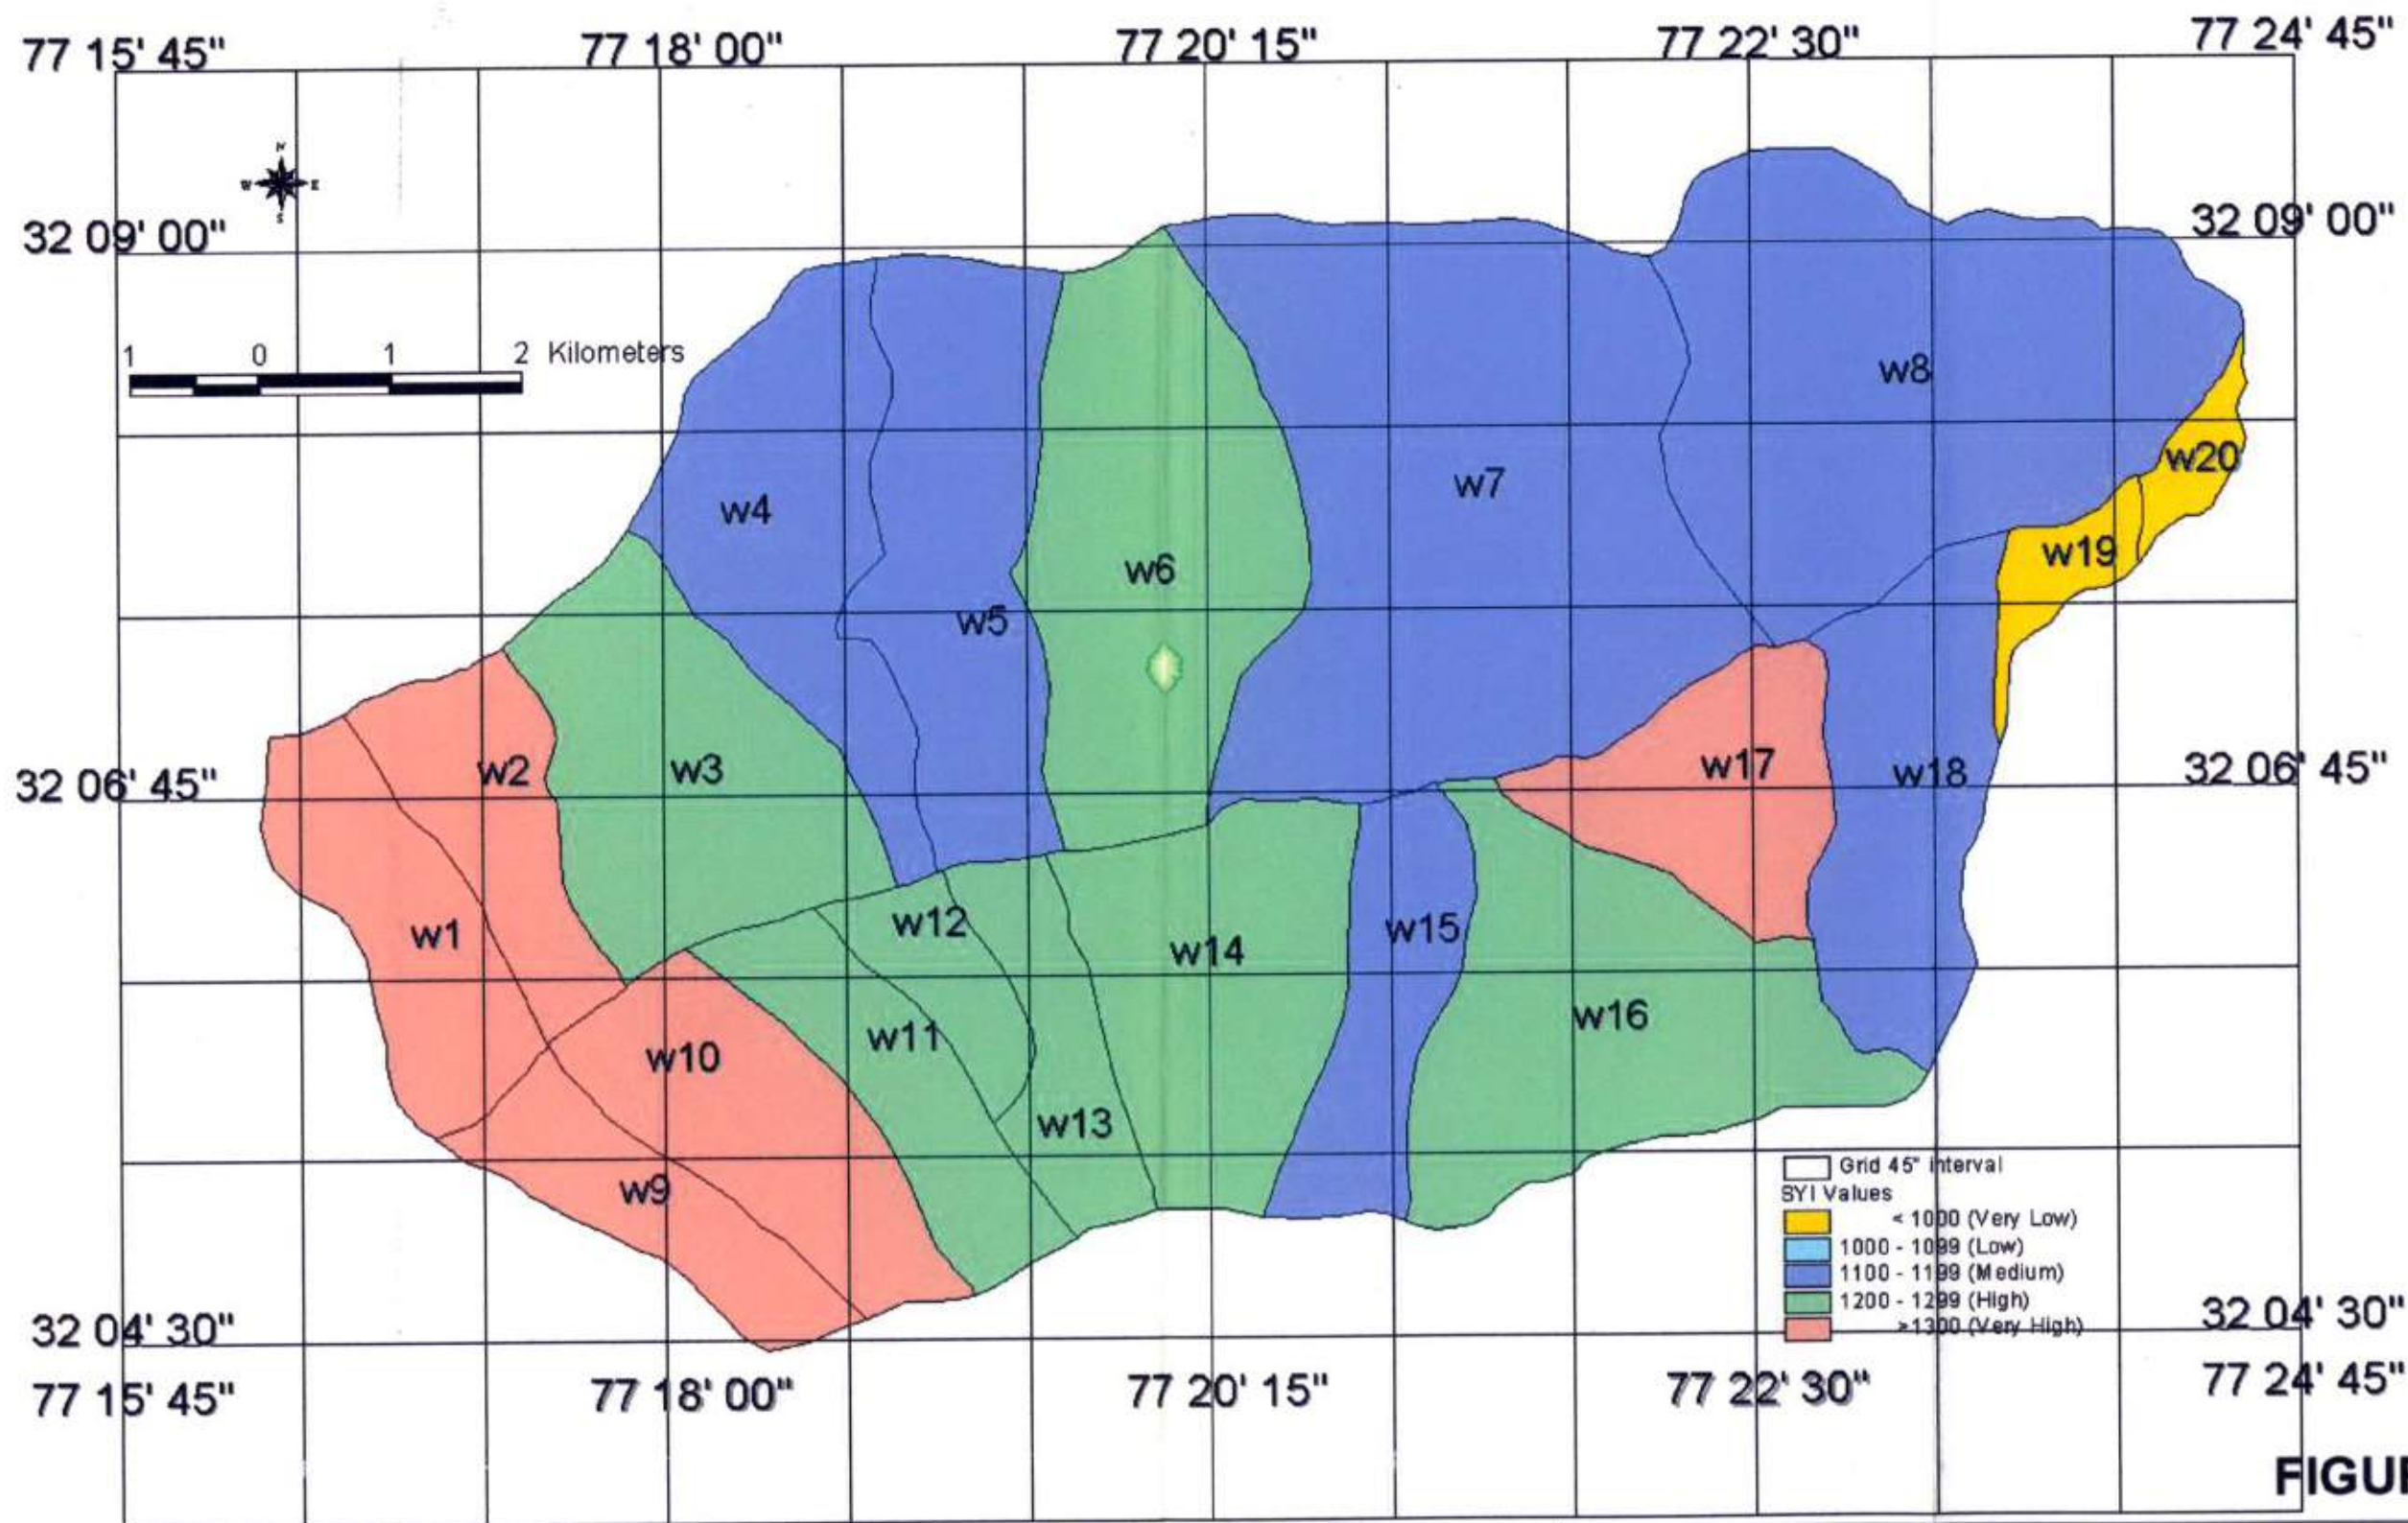 77 15' 45" 77 18' 00" 77 20' 15" 77 22' 30" 77 24' 45"
N
W E
S
32 09' 00" 32 09' 00"
1 0 1 2 Kilometers
w8
w20
w7
w4
w19
w6
w5
w2 w3 w17 w18
32 06' 45" 32 06' 45"
w1 w12 w14 w15
w11 w16
w10
w13
w9
Grid 45" interval
SYI Values
< 1000 (Very Low)
1000 - 1099 (Low)
1100 - 1199 (Medium)
1200 - 1299 (High)
>1300 (Very High)
32 04' 30" 32 04' 30"
77 15' 45" 77 18' 00" 77 20' 15" 77 22' 30" 77 24' 45"